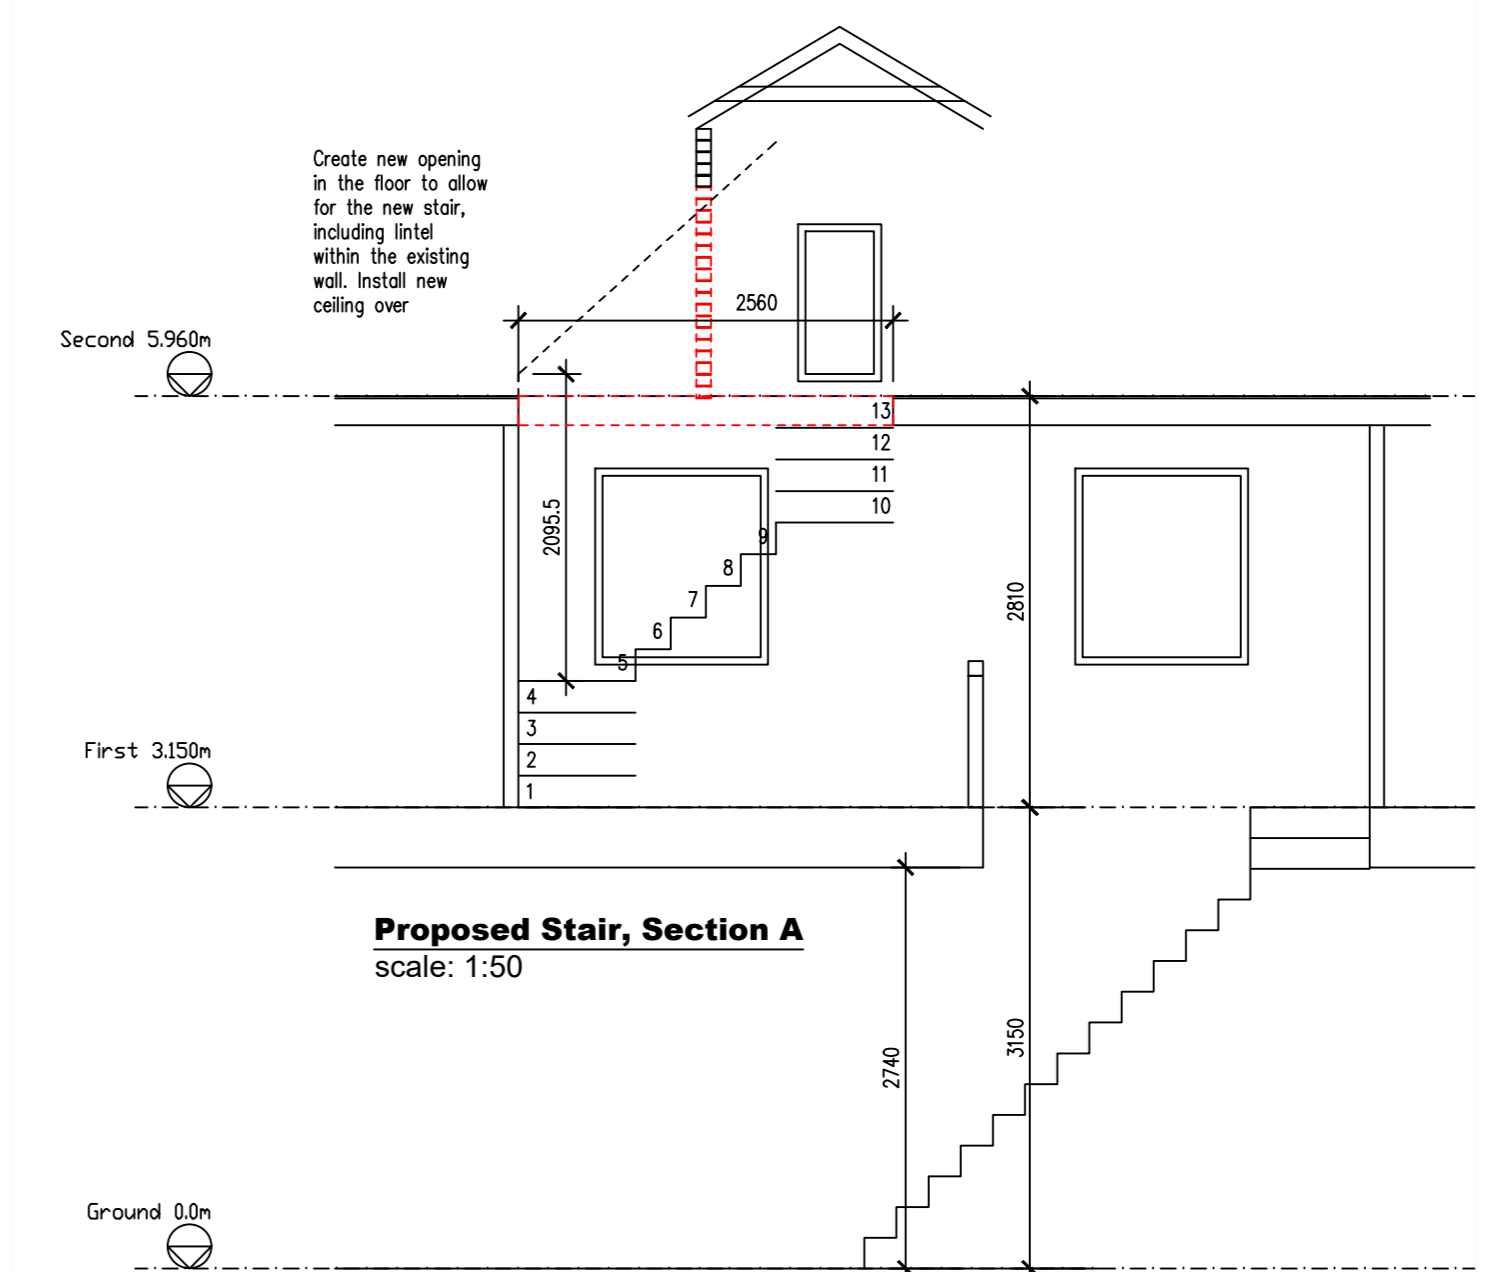 Create new opening
in the floor to allow
for the new stair,
including lintel
within the existing
wall. Install new
ceiling over
2560
Second 5.960m
13
12
11
10
9
8
7
6
5
4
3
2
1
2095.5
2810
First 3.150m
Proposed Stair, Section A
scale: 1:50
2740
3150
Ground 0.0m